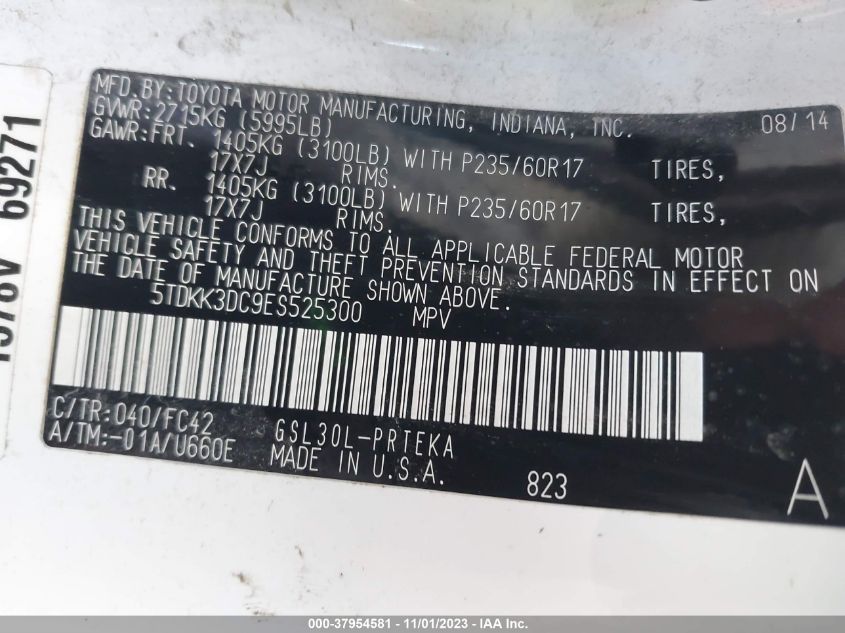 MFD.BY:TOYOTA MOTOR MANUFACTURING, INDIANA, INC. 08/14
GVWR:2715KG (5995LB)
GAWR:FRT. 1405KG (3100LB) WITH P235/60R17 TIRES,
17X7J RIMS.
RR. 1405KG (3100LB) WITH P235/60R17 TIRES,
17X7J RIMS.
THIS VEHICLE CONFORMS TO ALL APPLICABLE FEDERAL MOTOR
VEHICLE SAFETY AND THEFT PREVENTION STANDARDS IN EFFECT ON
THE DATE OF MANUFACTURE SHOWN ABOVE.
5TDKK3DC9ES525300 MPV
C/TR:040/FC42 GSL30L-PRTEKA
A/TM:-01A/U660E MADE IN U.S.A.
823
A
69271
000-37954581 - 11/01/2023 - IAA Inc.